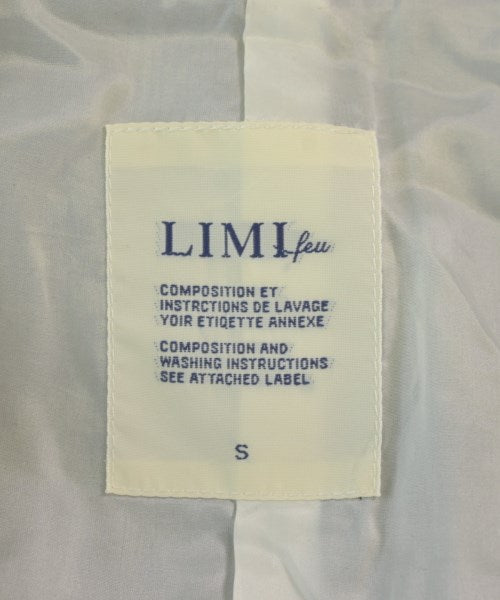 LIMI feu
COMPOSITION ET
INSTRCTIONS DE LAVAGE
YOIR ETIQETTE ANNEXE
COMPOSITION AND
WASHING INSTRUCTIONS
SEE ATTACHED LABEL
S